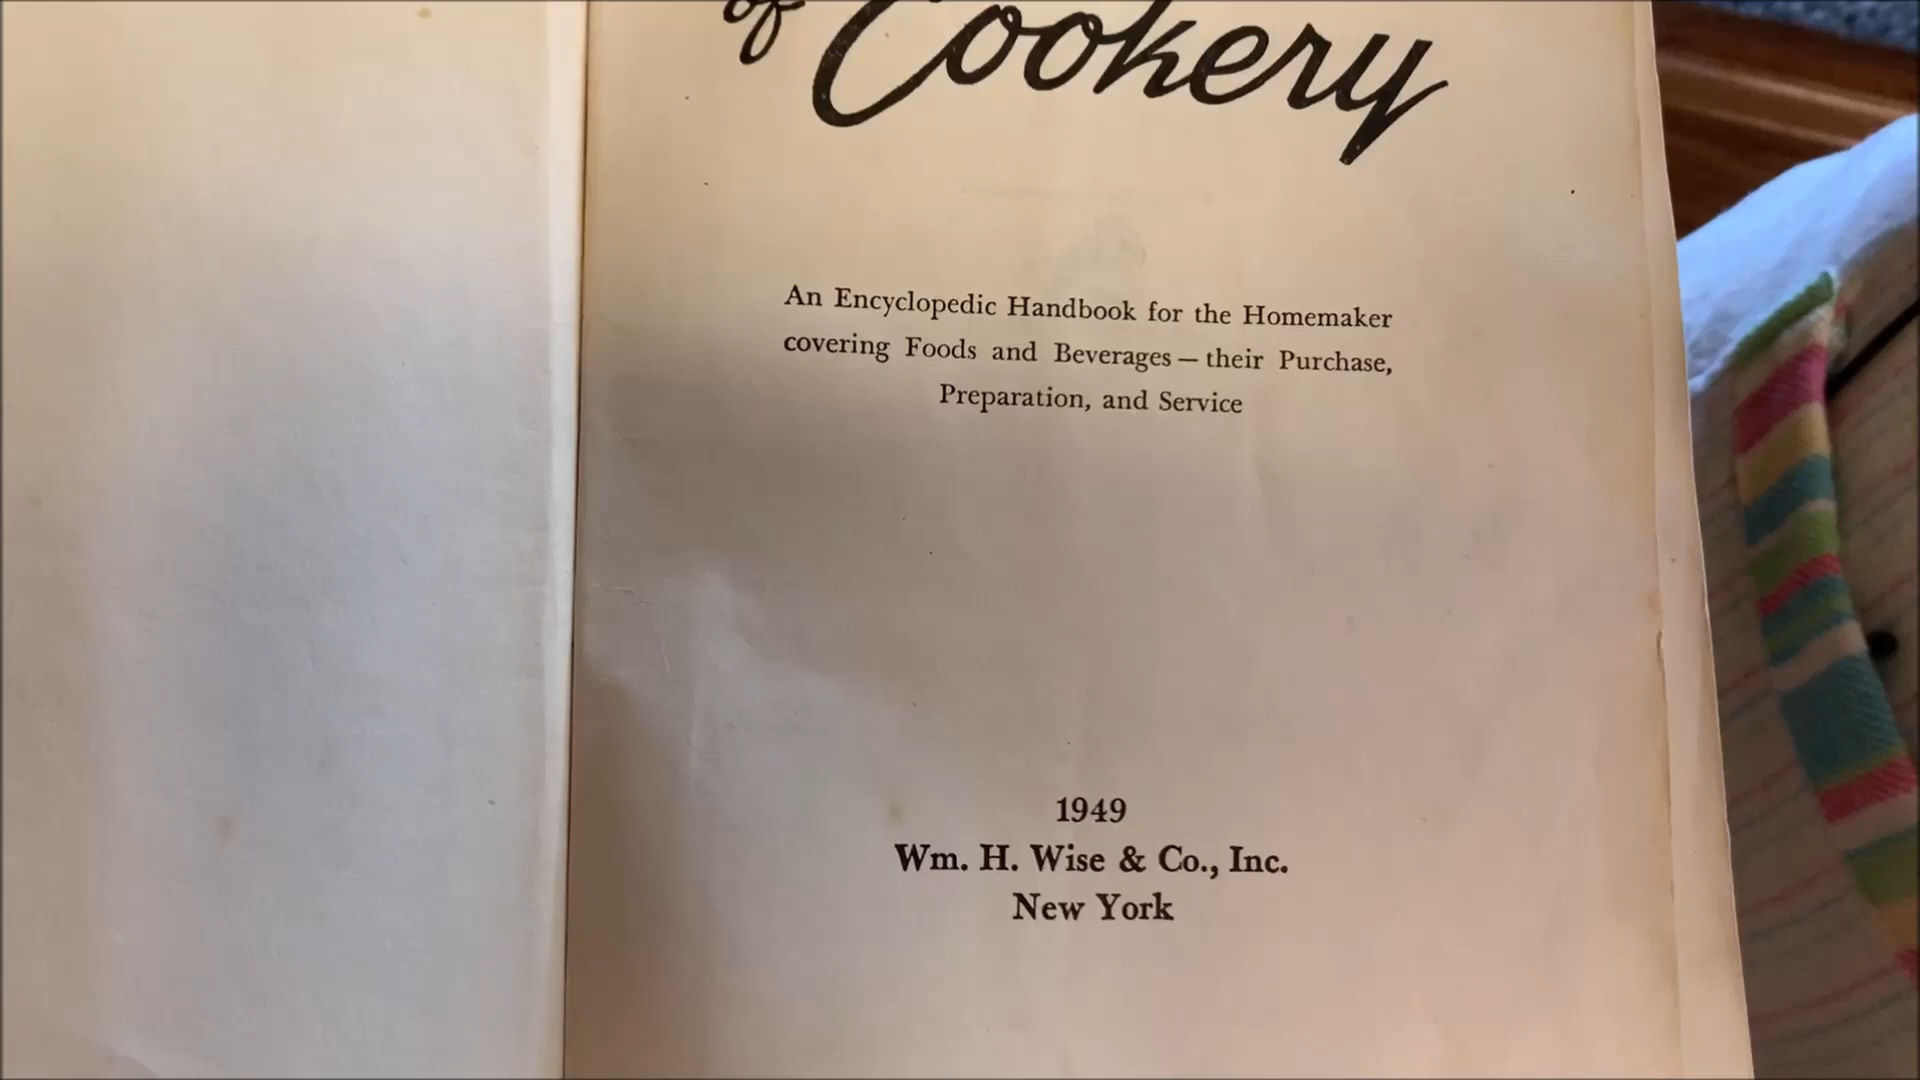 of Cookery
An Encyclopedic Handbook for the Homemaker
covering Foods and Beverages — their Purchase,
Preparation, and Service
1949
Wm. H. Wise & Co., Inc.
New York